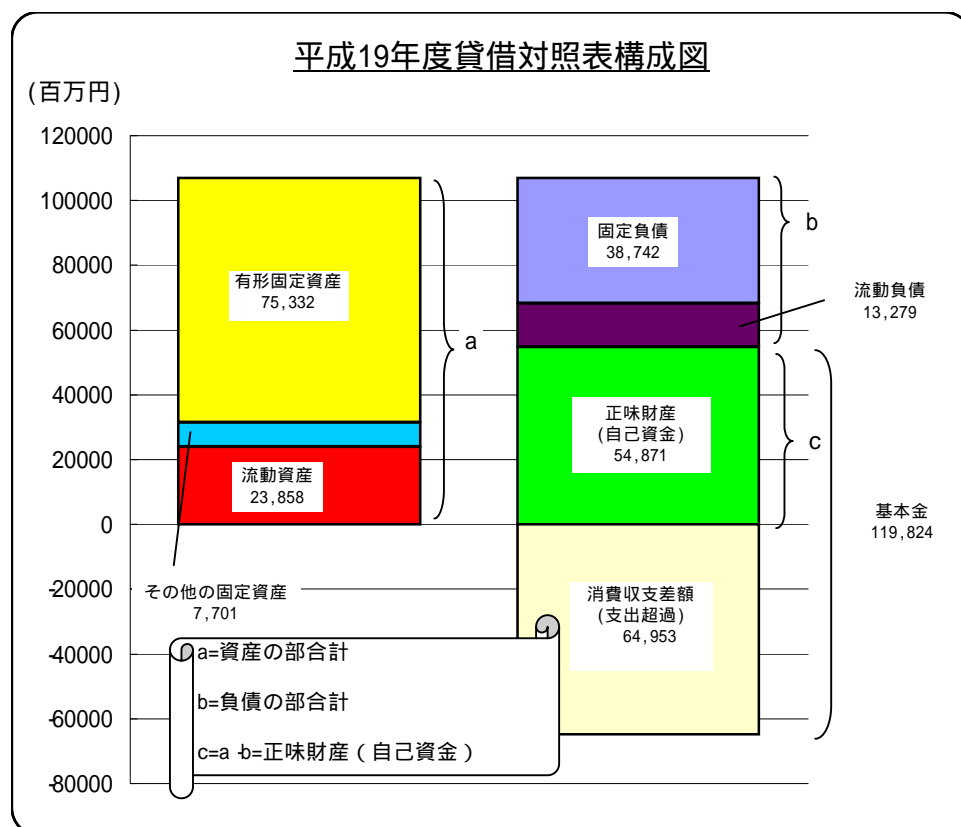 平成19年度貸借対照表構成図
(百万円)
120000
100000
80000
60000
40000
20000
0
-20000
-40000
-60000
-80000
有形固定資産
75,332
流動資産
23,858
その他の固定資産
7,701
a
固定負債
38,742
b
流動負債
13,279
正味財産
(自己資金)
54,871
c
基本金
119,824
消費収支差額
(支出超過)
64,953
a=資産の部合計
b=負債の部合計
c=a-b=正味財産(自己資金)